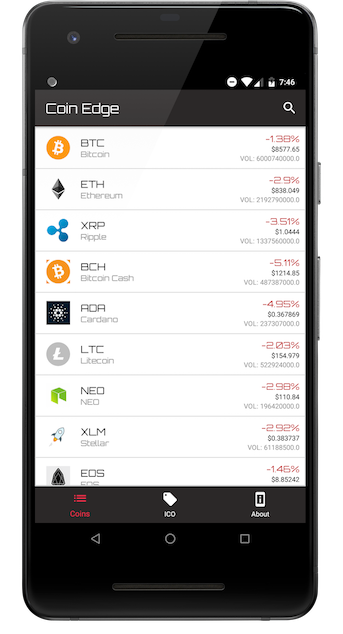 7:46
Coin Edge
BTC
Bitcoin
-1.38%
$8577.65
VOL: 6000740000.0
ETH
Ethereum
-2.9%
$838.049
VOL: 2192790000.0
XRP
Ripple
-3.51%
$1.0444
VOL: 1337560000.0
BCH
Bitcoin Cash
-5.11%
$1214.85
VOL: 487387000.0
ADA
Cardano
-4.95%
$0.367869
VOL: 237307000.0
LTC
Litecoin
-2.03%
$154.979
VOL: 522924000.0
NEO
NEO
-2.98%
$110.84
VOL: 196420000.0
XLM
Stellar
-2.92%
$0.383737
VOL: 61188500.0
EOS
EOS
-1.45%
$8.85242
Coins
ICO
About